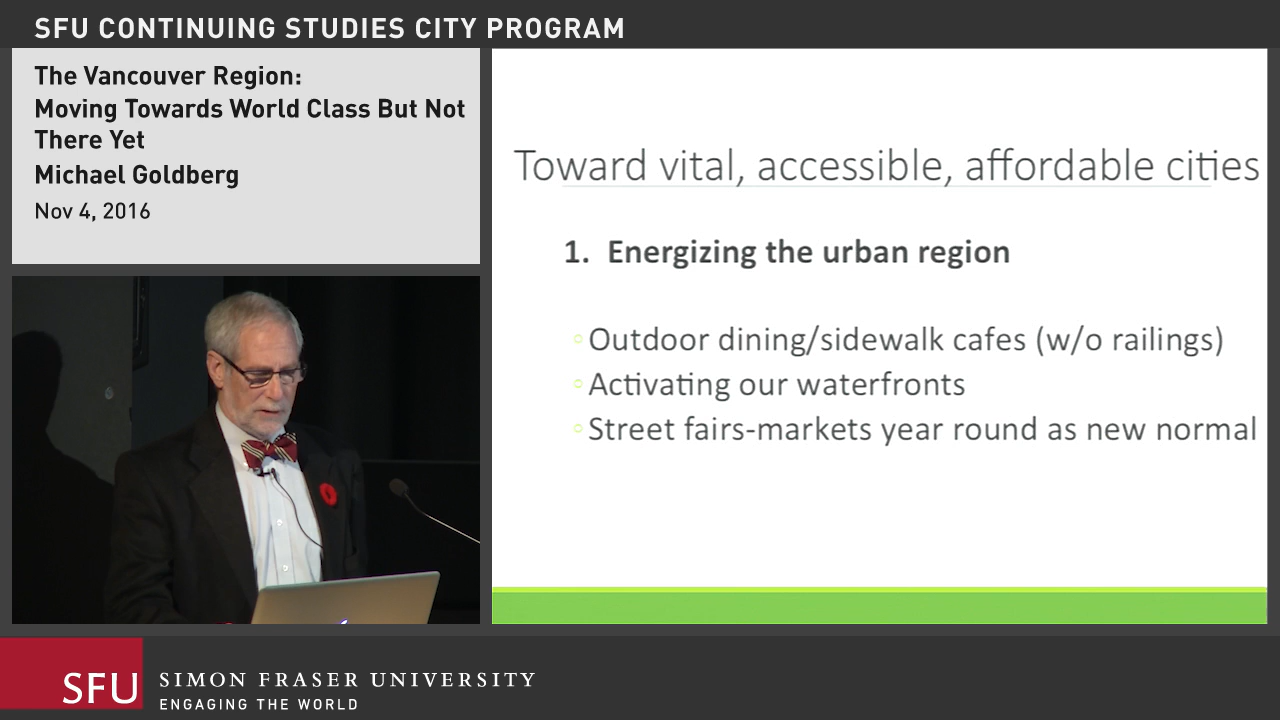 SFU CONTINUING STUDIES CITY PROGRAM
The Vancouver Region:
Moving Towards World Class But Not
There Yet
Michael Goldberg
Nov 4, 2016
Toward vital, accessible, affordable cities
1. Energizing the urban region
◦Outdoor dining/sidewalk cafes (w/o railings)
◦Activating our waterfronts
◦Street fairs-markets year round as new normal
SFU
SIMON FRASER UNIVERSITY
ENGAGING THE WORLD